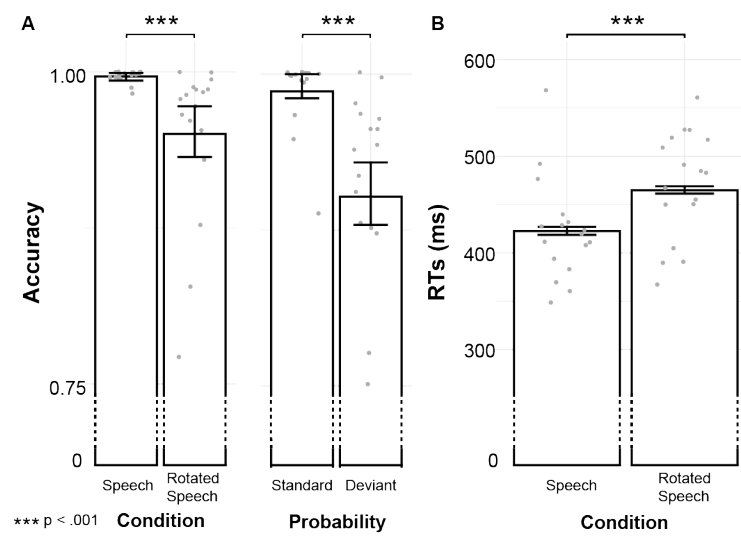 A
***
***
B
***
1.00
0.75
0
Accuracy
600
500
400
300
0
RTs (ms)
Speech
Rotated
Speech
Standard
Deviant
Speech
Rotated
Speech
*** p < .001
Condition
Probability
Condition